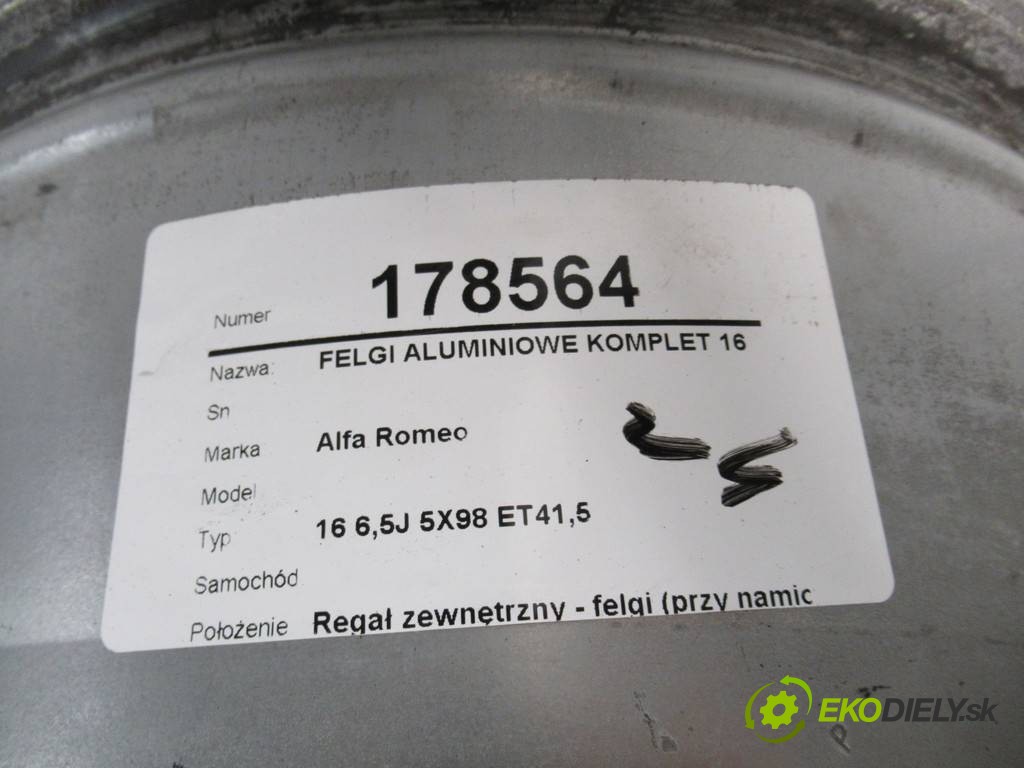 Numer 178564
Nazwa: FELGI ALUMINIOWE KOMPLET 16
Sn
Marka Alfa Romeo
Model
Typ 16 6,5J 5X98 ET41,5
Samochód
Położenie Regał zewnętrzny - felgi (przy namic
EKODIELY.sk